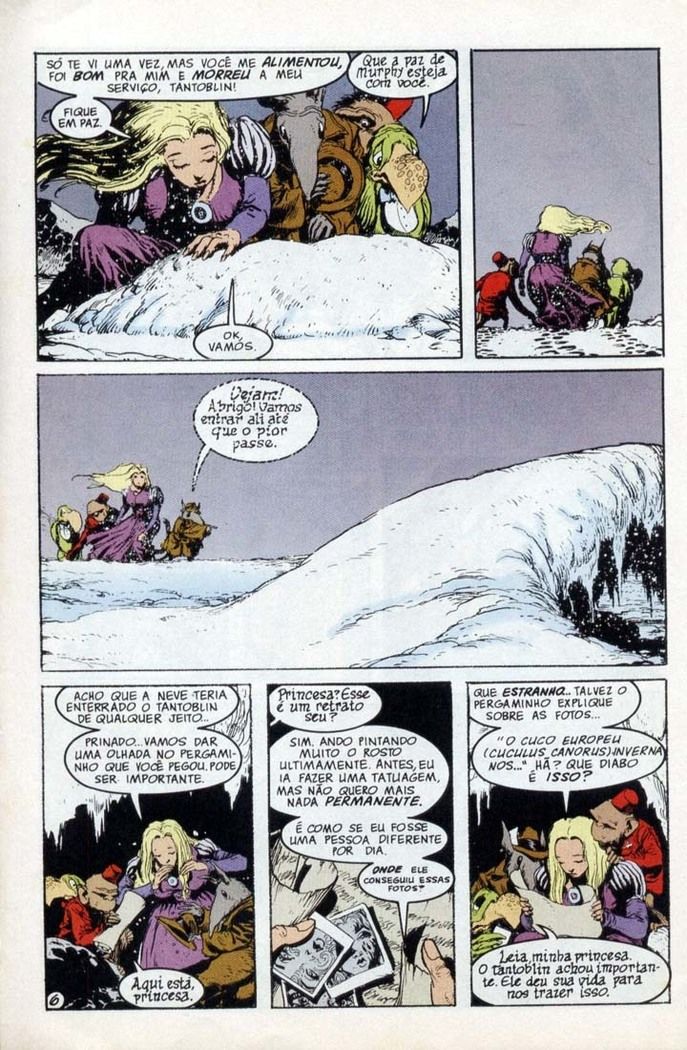 SÓ TE VI UMA VEZ, MAS VOCÊ ME ALIMENTOU,
FOI BOM PRA MIM E MORREU A MEU
SERVIÇO, TANTOBLIN!
Que a paz de
Murphy esteja
com você.
FIQUE
EM PAZ.
OK,
VAMOS.
Vejam!
Abrigo! Vamos
entrar ali até
que o pior
passe.
ACHO QUE A NEVE TERIA
ENTERRADO O TANTOBLIN
DE QUALQUER JEITO...
PRINADO...VAMOS DAR
UMA OLHADA NO PERGAMI-
NHO QUE VOCÊ PEGOU. PODE
SER IMPORTANTE.
Aqui está,
princesa.
Princesa? Esse
é um retrato
seu?
SIM. ANDO PINTANDO
MUITO O ROSTO
ULTIMAMENTE. ANTES, EU
IA FAZER UMA TATUAGEM,
MAS NÃO QUERO MAIS
NADA PERMANENTE.
É COMO SE EU FOSSE
UMA PESSOA DIFERENTE
POR DIA.
ONDE ELE
CONSEGUIU ESSAS
FOTOS?
QUE ESTRANHO... TALVEZ O
PERGAMINHO EXPLIQUE
SOBRE AS FOTOS...
"O CUCO EUROPEU
(CUCULUS CANORUS) INVERNA
NOS..." HÃ? QUE DIABO
É ISSO?
Leia, minha princesa.
O tantoblin achou importan-
te. Ele deu sua vida para
nos trazer isso.
6